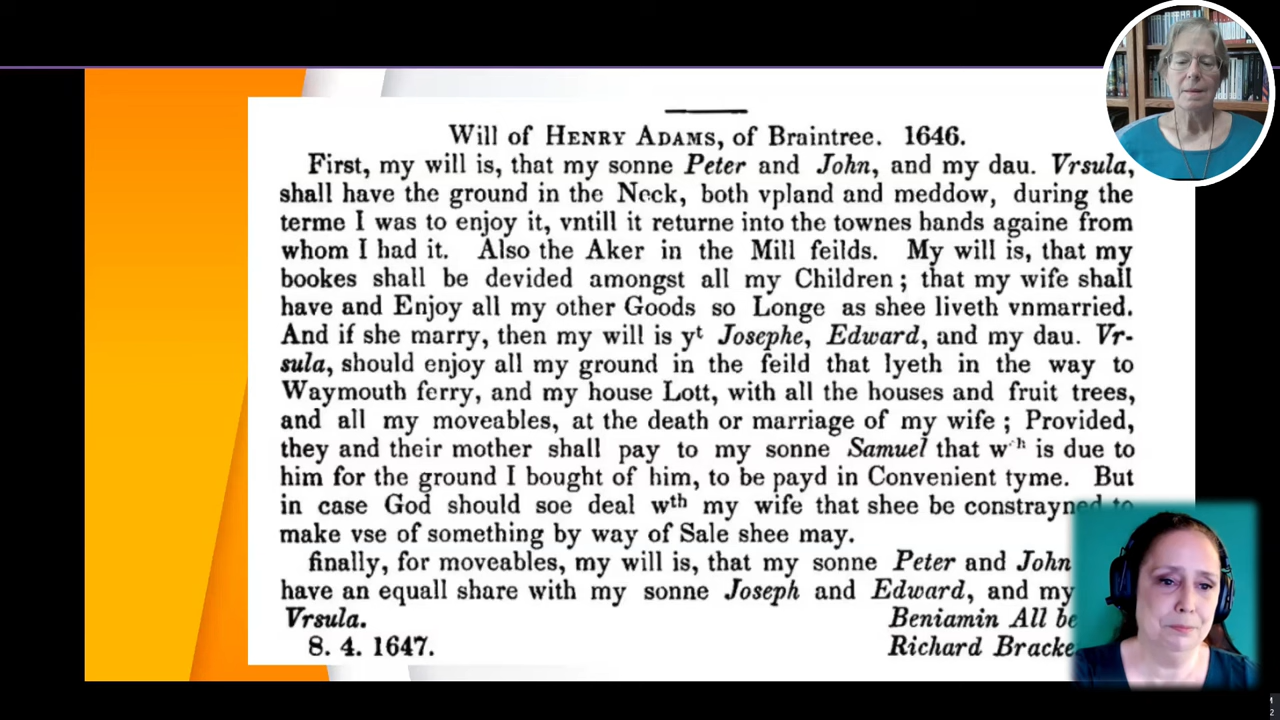 Will of HENRY ADAMS, of Braintree. 1646.
First, my will is, that my sonne Peter and John, and my dau. Vrsula,
shall have the ground in the Neck, both vpland and meddow, during the
terme I was to enjoy it, vntill it returne into the townes hands againe from
whom I had it. Also the Aker in the Mill feilds. My will is, that my
bookes shall be devided amongst all my Children; that my wife shall
have and Enjoy all my other Goods so Longe as shee liveth vnmarried.
And if she marry, then my will is yt Josephe, Edward, and my dau. Vr-
sula, should enjoy all my ground in the feild that lyeth in the way to
Waymouth ferry, and my house Lott, with all the houses and fruit trees,
and all my moveables, at the death or marriage of my wife; Provided,
they and their mother shall pay to my sonne Samuel that wch is due to
him for the ground I bought of him, to be payd in Convenient tyme. But
in case God should soe deal wth my wife that shee be constrayned to
make vse of something by way of Sale shee may.
finally, for moveables, my will is, that my sonne Peter and John
have an equall share with my sonne Joseph and Edward, and my
Vrsula. Beniamin All be
8. 4. 1647. Richard Bracke